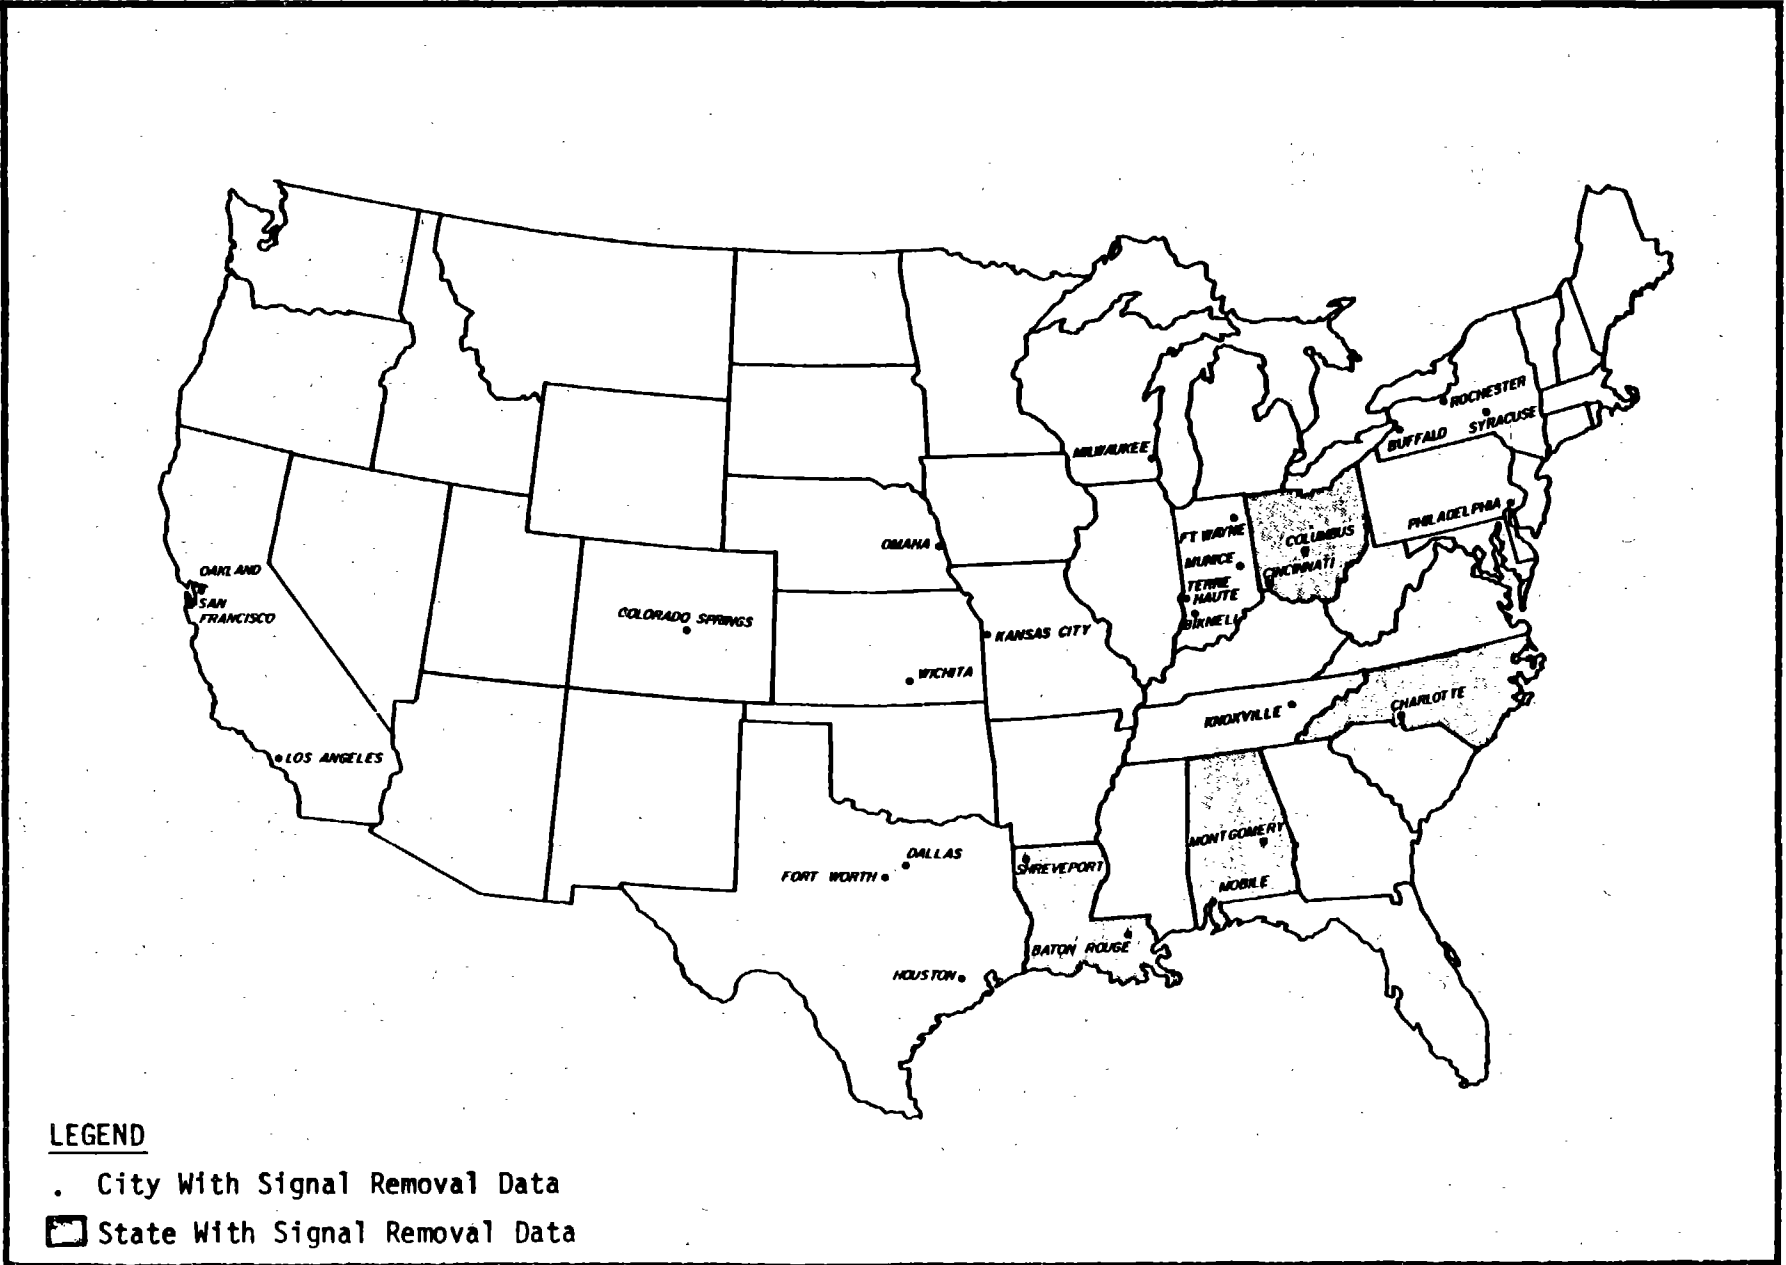 ROCHESTER
SYRACUSE
BUFFALO
MILWAUKEE
PHILADELPHIA
FT WAYNE
COLUMBUS
OMAHA
MUNICE
CINCINNATI
OAKLAND
TERRE
HAUTE
SAN
FRANCISCO
COLORADO SPRINGS
BIKNELL
KANSAS CITY
WICHITA
CHARLOTTE
KNOXVILLE
LOS ANGELES
MONTGOMERY
DALLAS
SHREVEPORT
FORT WORTH
MOBILE
BATON ROUGE
HOUSTON
LEGEND
. City With Signal Removal Data
State With Signal Removal Data